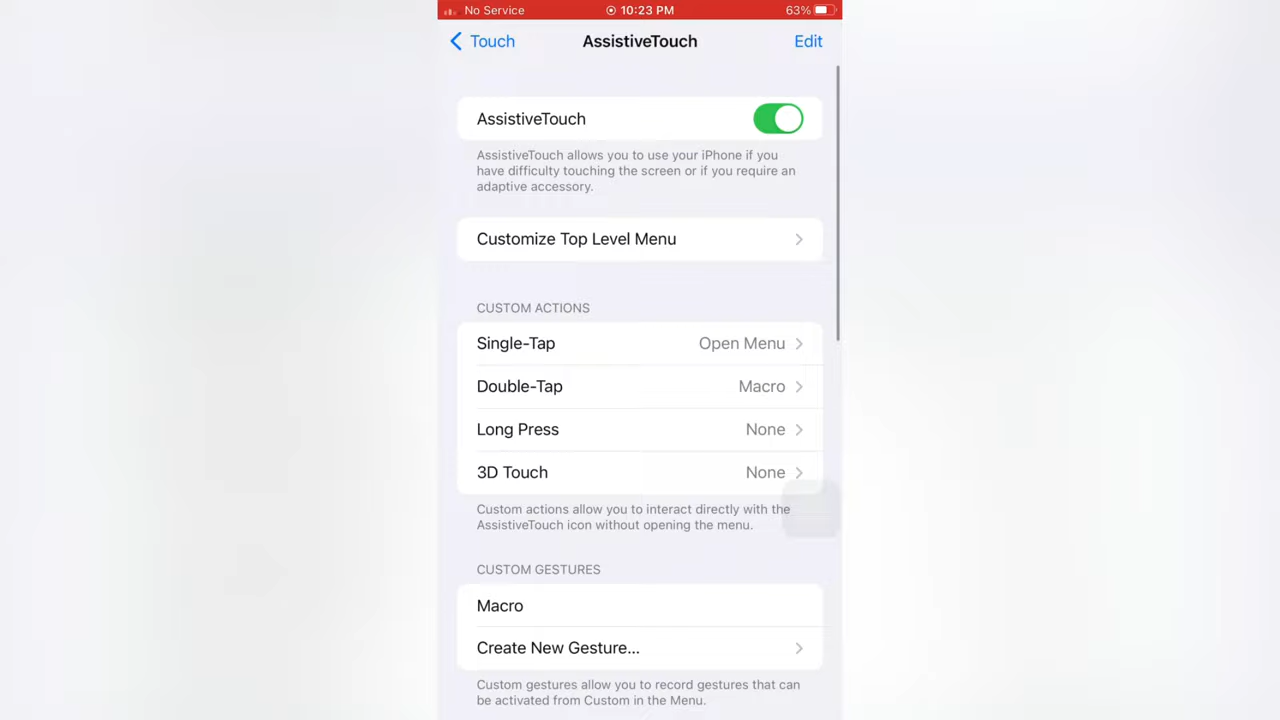 No Service 10:23 PM 63%
Touch AssistiveTouch Edit
AssistiveTouch
AssistiveTouch allows you to use your iPhone if you
have difficulty touching the screen or if you require an
adaptive accessory.
Customize Top Level Menu
CUSTOM ACTIONS
Single-Tap Open Menu
Double-Tap Macro
Long Press None
3D Touch None
Custom actions allow you to interact directly with the
AssistiveTouch icon without opening the menu.
CUSTOM GESTURES
Macro
Create New Gesture...
Custom gestures allow you to record gestures that can
be activated from Custom in the Menu.